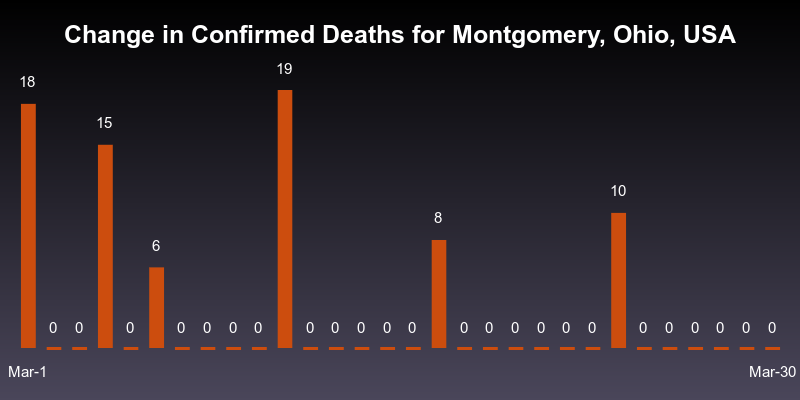 Change in Confirmed Deaths for Montgomery, Ohio, USA
18 0 0 15 0 6 0 0 0 0 19 0 0 0 0 0 8 0 0 0 0 0 0 10 0 0 0 0 0 0
Mar-1 Mar-30